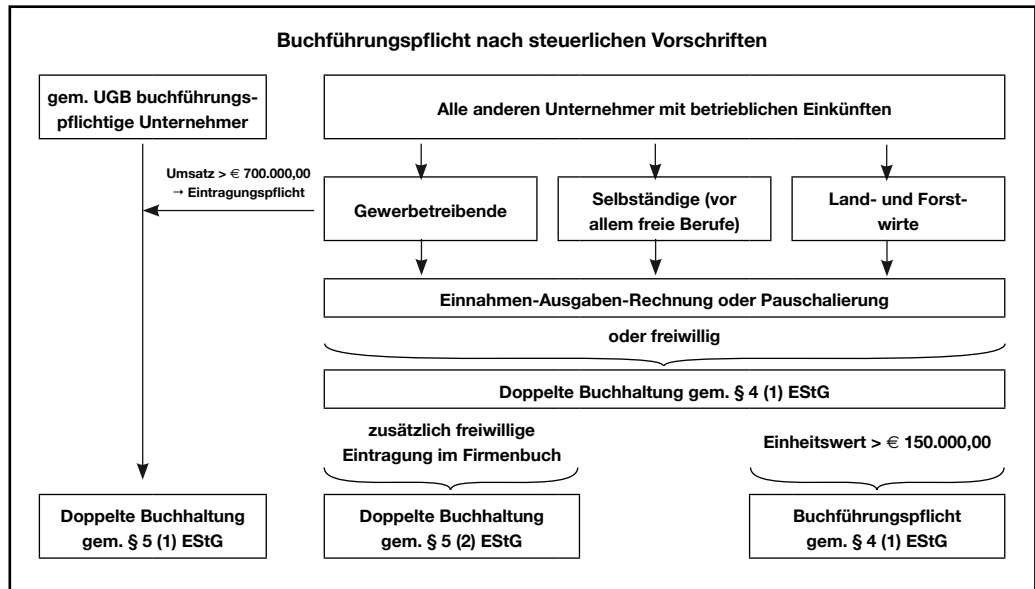 Buchführungspflicht nach steuerlichen Vorschriften
gem. UGB buchführungs-
pflichtige Unternehmer
Alle anderen Unternehmer mit betrieblichen Einkünften
Umsatz > € 700.000,00
→ Eintragungspflicht
Gewerbetreibende
Selbständige (vor
allem freie Berufe)
Land- und Forst-
wirte
Einnahmen-Ausgaben-Rechnung oder Pauschalierung
oder freiwillig
Doppelte Buchhaltung gem. § 4 (1) EStG
zusätzlich freiwillige
Eintragung im Firmenbuch
Einheitswert > € 150.000,00
Doppelte Buchhaltung
gem. § 5 (1) EStG
Doppelte Buchhaltung
gem. § 5 (2) EStG
Buchführungspflicht
gem. § 4 (1) EStG